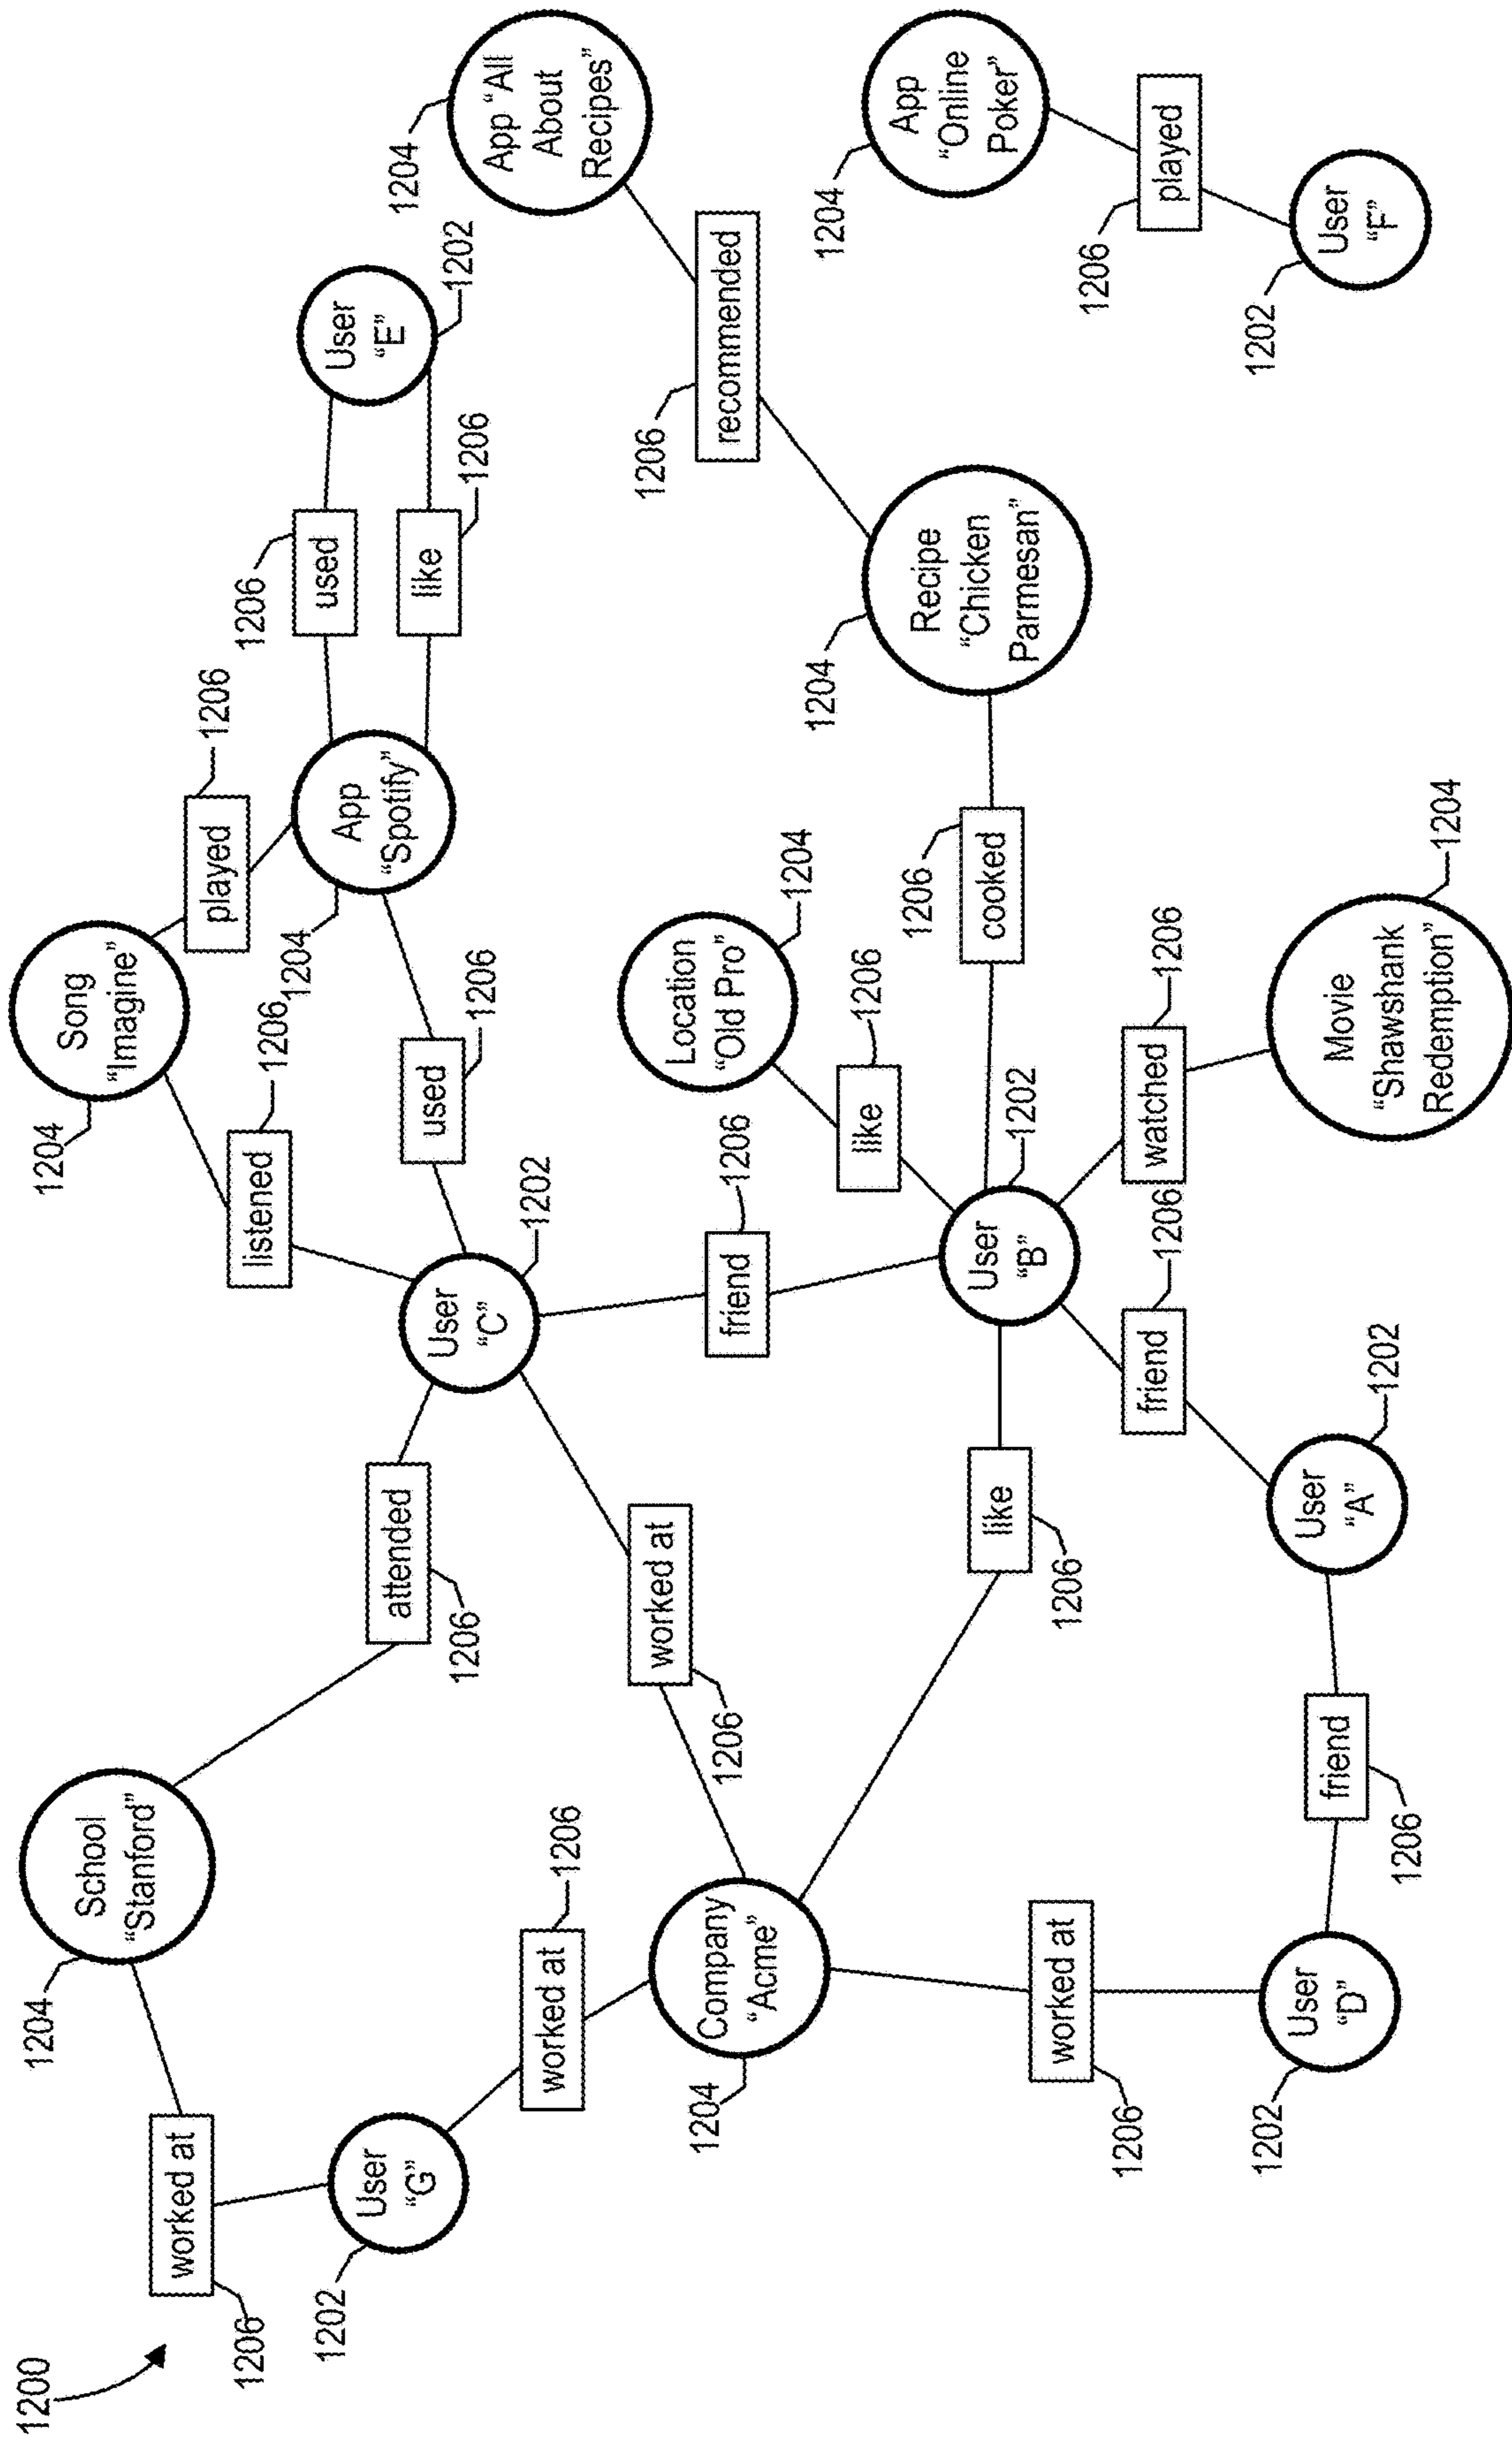 1200
1206
worked at
1202
User
"G"
1204
School
"Stanford"
worked at
1206
1204
Company
"Acme"
attended
1206
worked at
1206
User
"C"
1202
listened
1206
1204
Song
"Imagine"
played
1206
used
1206
1204
App
"Spotify"
1206
used
like
1206
User
"E"
1202
friend
1206
Location
"Old Pro"
1204
like
1206
1204
App "All
About
Recipes"
1206
recommended
like
1206
User
"B"
1202
1206
cooked
1204
Recipe
"Chicken
Parmesan"
1204
App
"Online
Poker"
worked at
1206
friend
1206
watched
1206
1206
played
1202
User
"D"
friend
1206
User
"A"
1202
Movie
"Shawshank
Redemption"
1204
1202
User
"F"